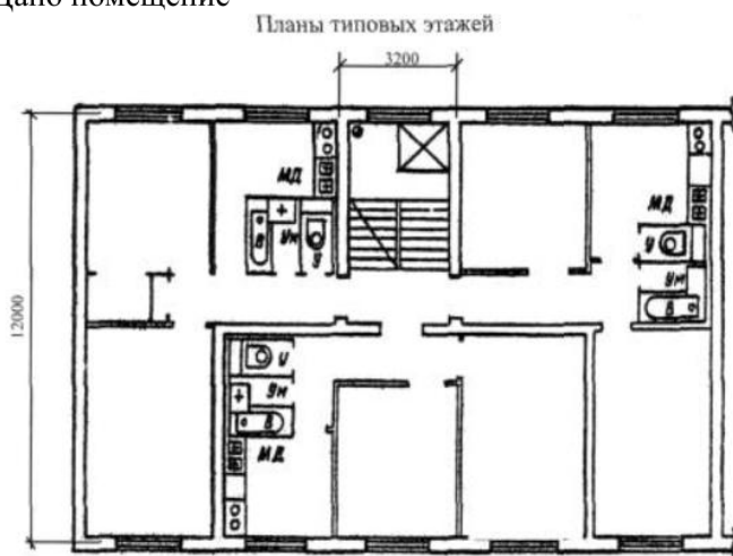 дано помещение
Планы типовых этажей
3200
12000
МД
В
Ум
У
МД
У
Ум
В
У
Ум
В
МД